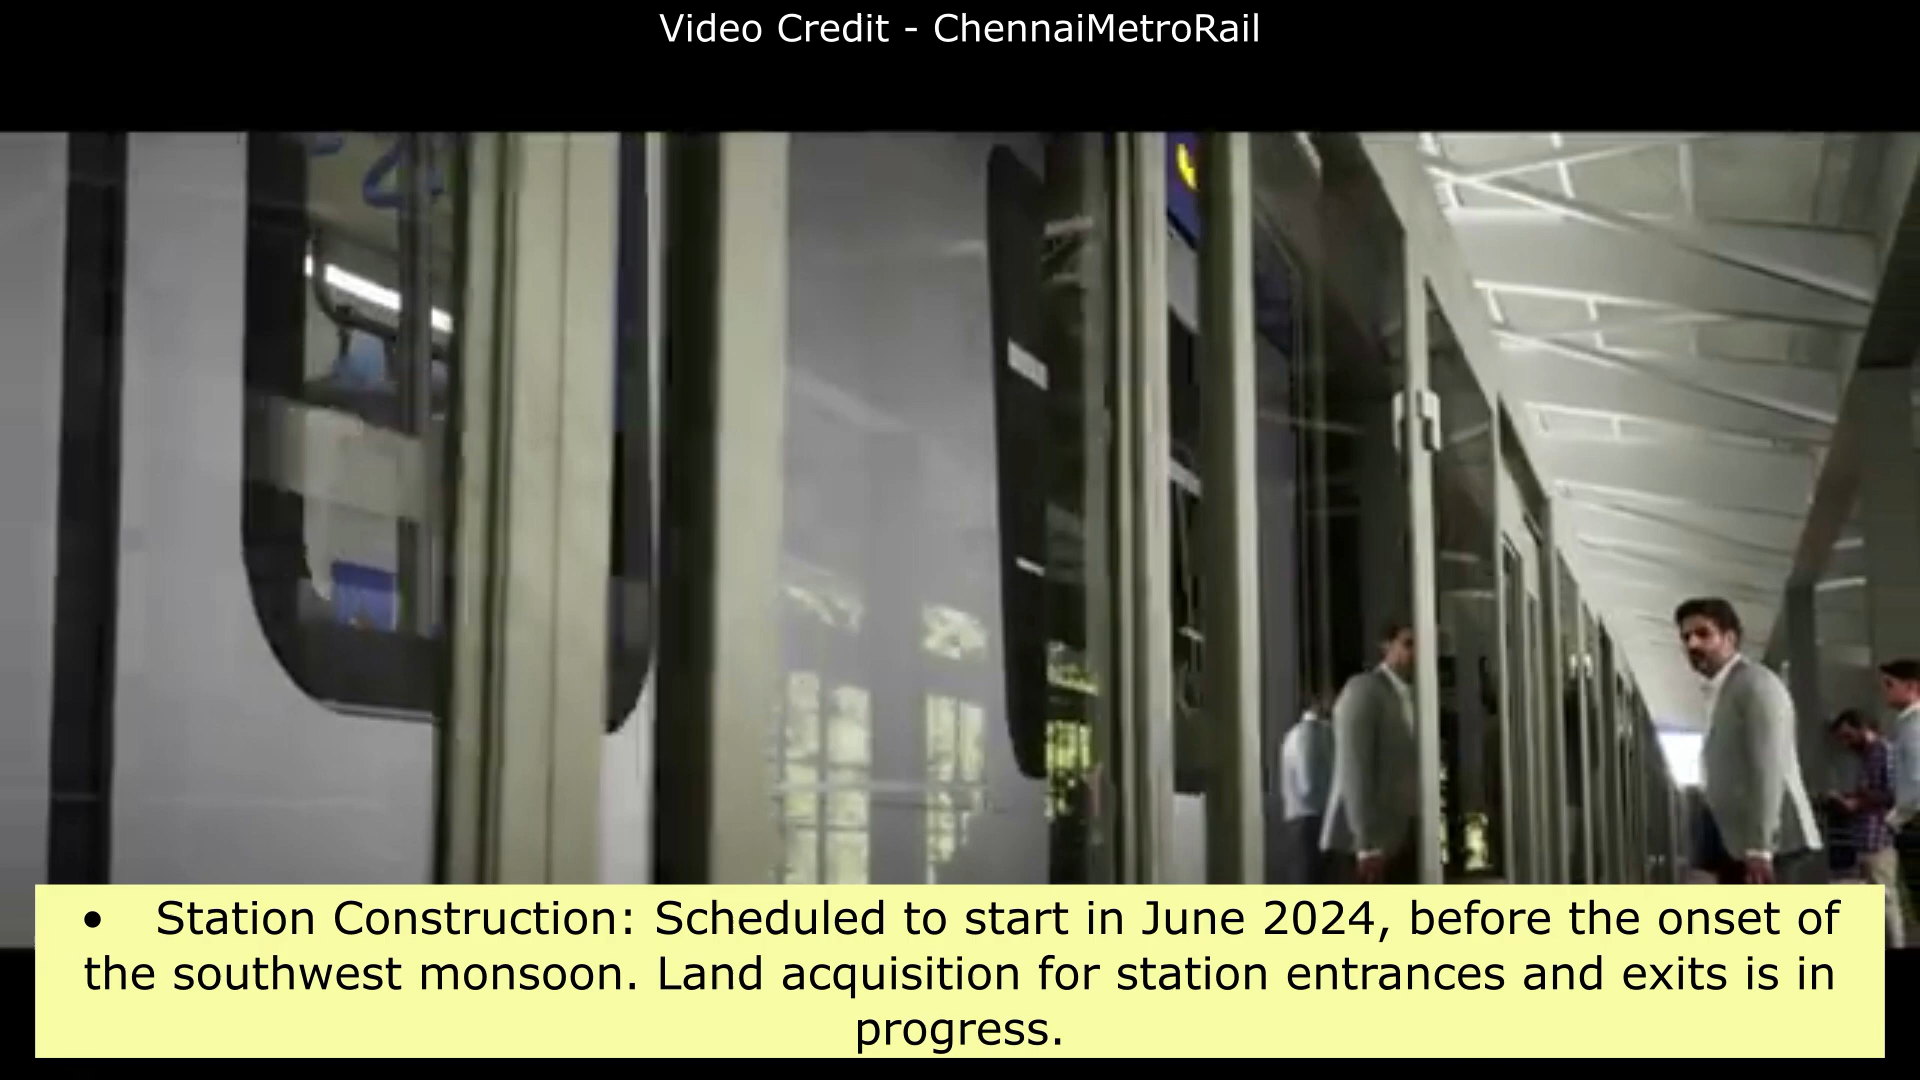 Video Credit - ChennaiMetroRail
• Station Construction: Scheduled to start in June 2024, before the onset of
the southwest monsoon. Land acquisition for station entrances and exits is in
progress.